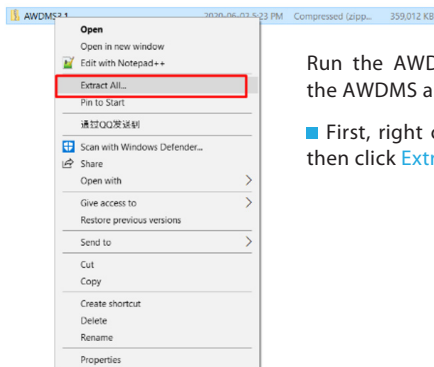 AWDMS3.1 2020-06-02 5:23 PM Compressed (zipp... 359,012 KB
Open
Open in new window
Edit with Notepad++
Extract All...
Pin to Start
通过QQ发送到
Scan with Windows Defender...
Share
Open with
Give access to
Restore previous versions
Send to
Cut
Copy
Create shortcut
Delete
Rename
Properties
Run the AWD
the AWDMS a
First, right c
then click Extr